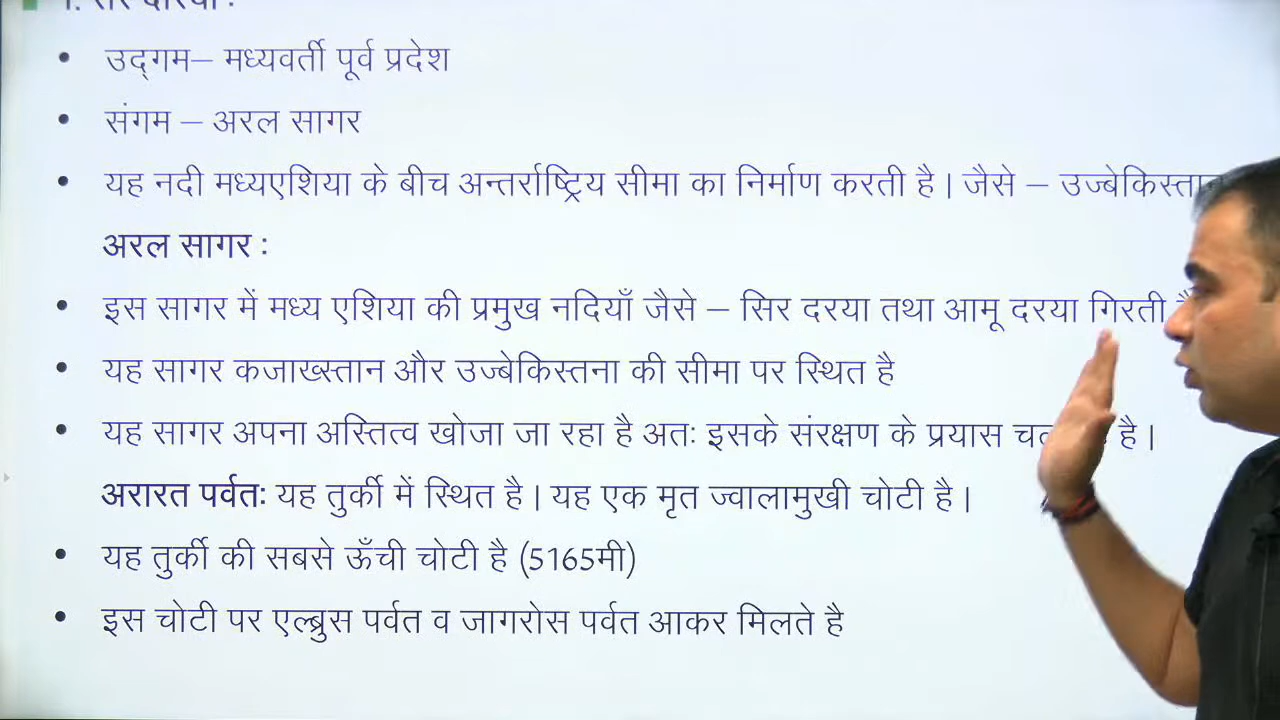 उद्गम– मध्यवर्ती पूर्व प्रदेश
संगम – अरल सागर
यह नदी मध्यएशिया के बीच अन्तर्राष्ट्रिय सीमा का निर्माण करती है। जैसे – उज्बेकिस्तान
अरल सागर :
इस सागर में मध्य एशिया की प्रमुख नदियाँ जैसे – सिर दरया तथा आमू दरया गिरती है
यह सागर कजाख्स्तान और उज्बेकिस्तना की सीमा पर स्थित है
यह सागर अपना अस्तित्व खोजा जा रहा है अतः इसके संरक्षण के प्रयास है।
अरारत पर्वतः यह तुर्की में स्थित है। यह एक मृत ज्वालामुखी चोटी है।
यह तुर्की की सबसे ऊँची चोटी है (5165मी)
इस चोटी पर एल्ब्रुस पर्वत व जागरोस पर्वत आकर मिलते है